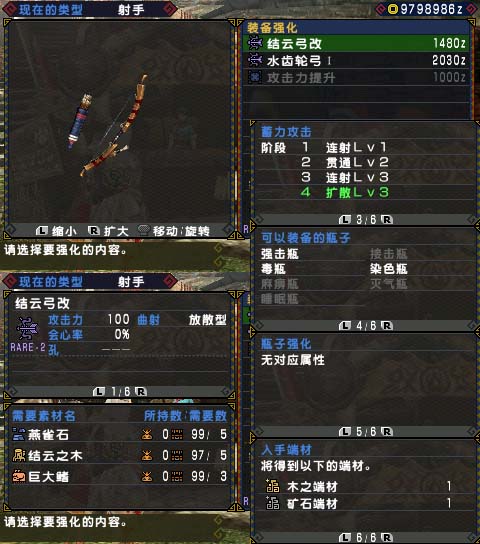 现在的类型 射手
9798986z
装备强化
结云弓改 1480z
水齿轮弓Ⅰ 2030z
攻击力提升 1000z
L 缩小 R 扩大 移动/旋转
请选择要强化的内容。
蓄力攻击
阶段 1 连射Lv1
2 贯通Lv2
3 连射Lv3
4 扩散Lv3
L 3/6 R
可以装备的瓶子
强击瓶 接击瓶
毒瓶 染色瓶
麻痹瓶 灭气瓶
睡眠瓶
L 4/6 R
现在的类型 射手
结云弓改
攻击力 100 曲射 放散型
会心率 0%
RARE-2 孔 ---
L 1/6 R
需要素材名 所持数/需要数
燕雀石 0 99/ 5
结云之木 0 97/ 5
巨大鳍 0 99/ 3
请选择要强化的内容。
瓶子强化
无对应属性
L 5/6 R
入手端材
将得到以下的端材。
木之端材 1
矿石端材 1
L 6/6 R